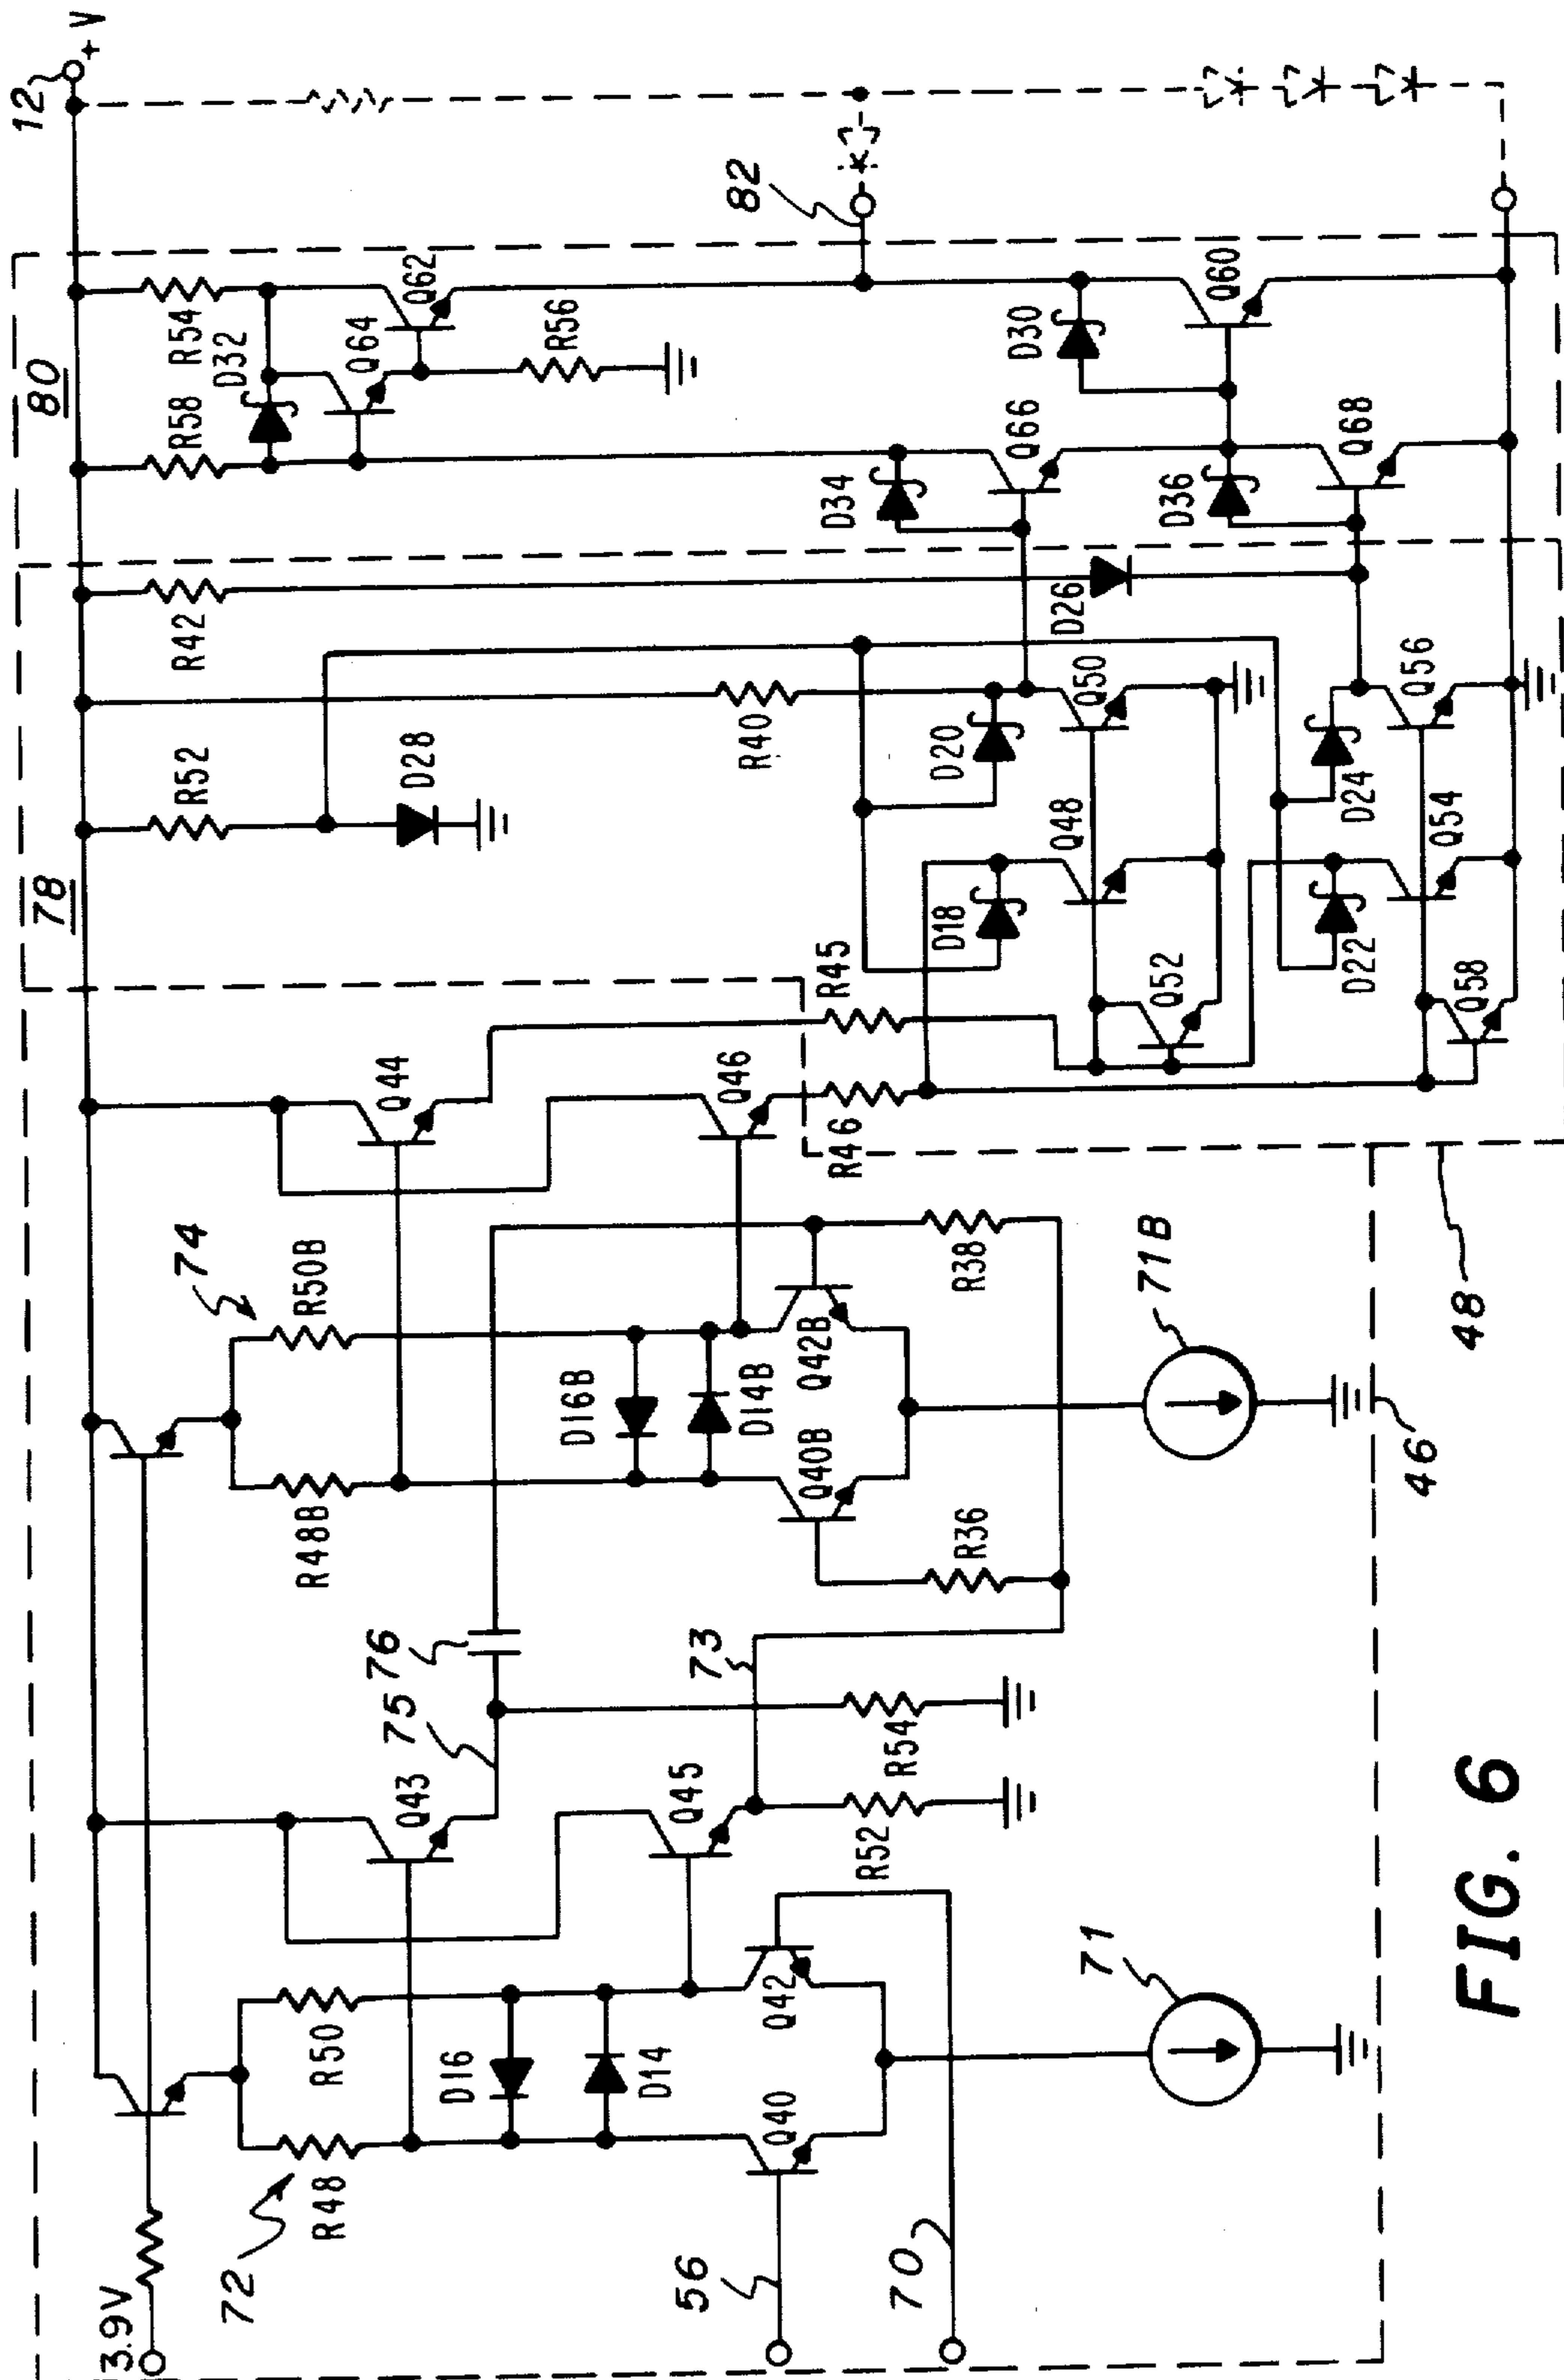 12
+ V
80
R54
D32
Q64
Q62
R58
R56
82
D30
Q60
Q66
D34
D36
Q68
78
R42
R52
D28
R40
D26
D20
Q50
Q48
D18
Q52
D24
Q56
Q54
D22
Q58
R45
R46
Q44
Q46
74
R50B
R48B
D16B
D14B
Q42B
Q40B
R38
R36
71B
48
46
76
75
73
Q43
Q45
R54
R52
3.9V
72
R50
R48
D16
D14
Q42
Q40
56
70
71
FIG. 6